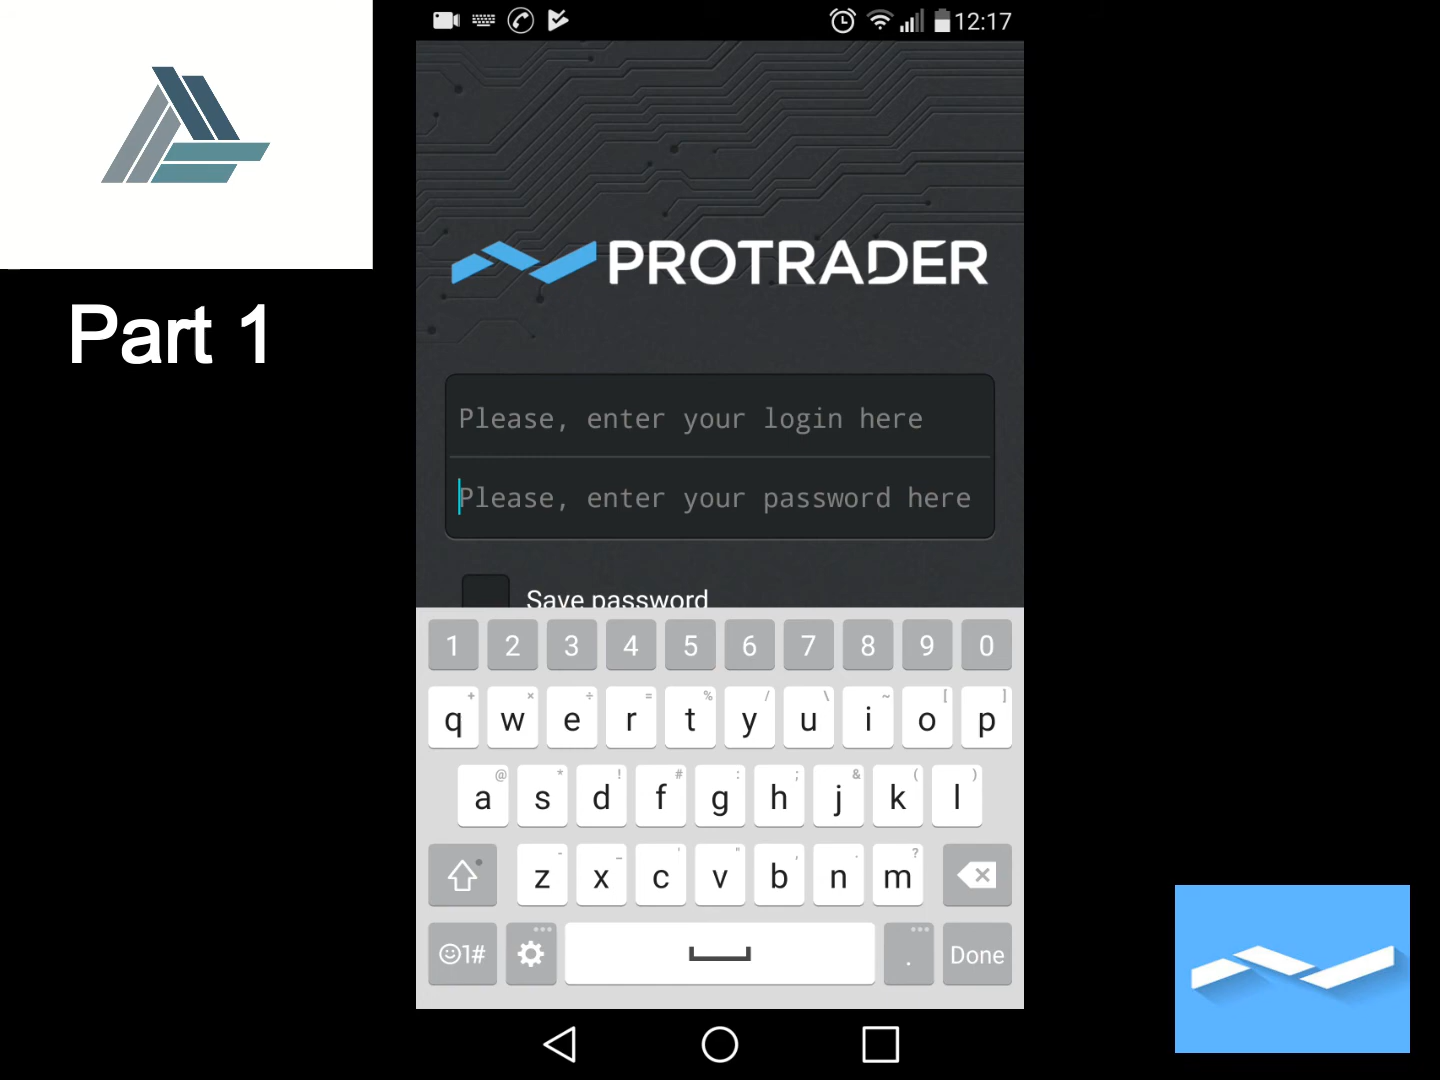 12:17
Part 1
PROTRADER
Please, enter your login here
Please, enter your password here
Save password
1 2 3 4 5 6 7 8 9 0
+ × ÷ = % / \ ~ [ ]
q w e r t y u i o p
@ * ! # : ; & ( )
a s d f g h j k l
- _ ' " , . ?
z x c v b n m
1# . Done